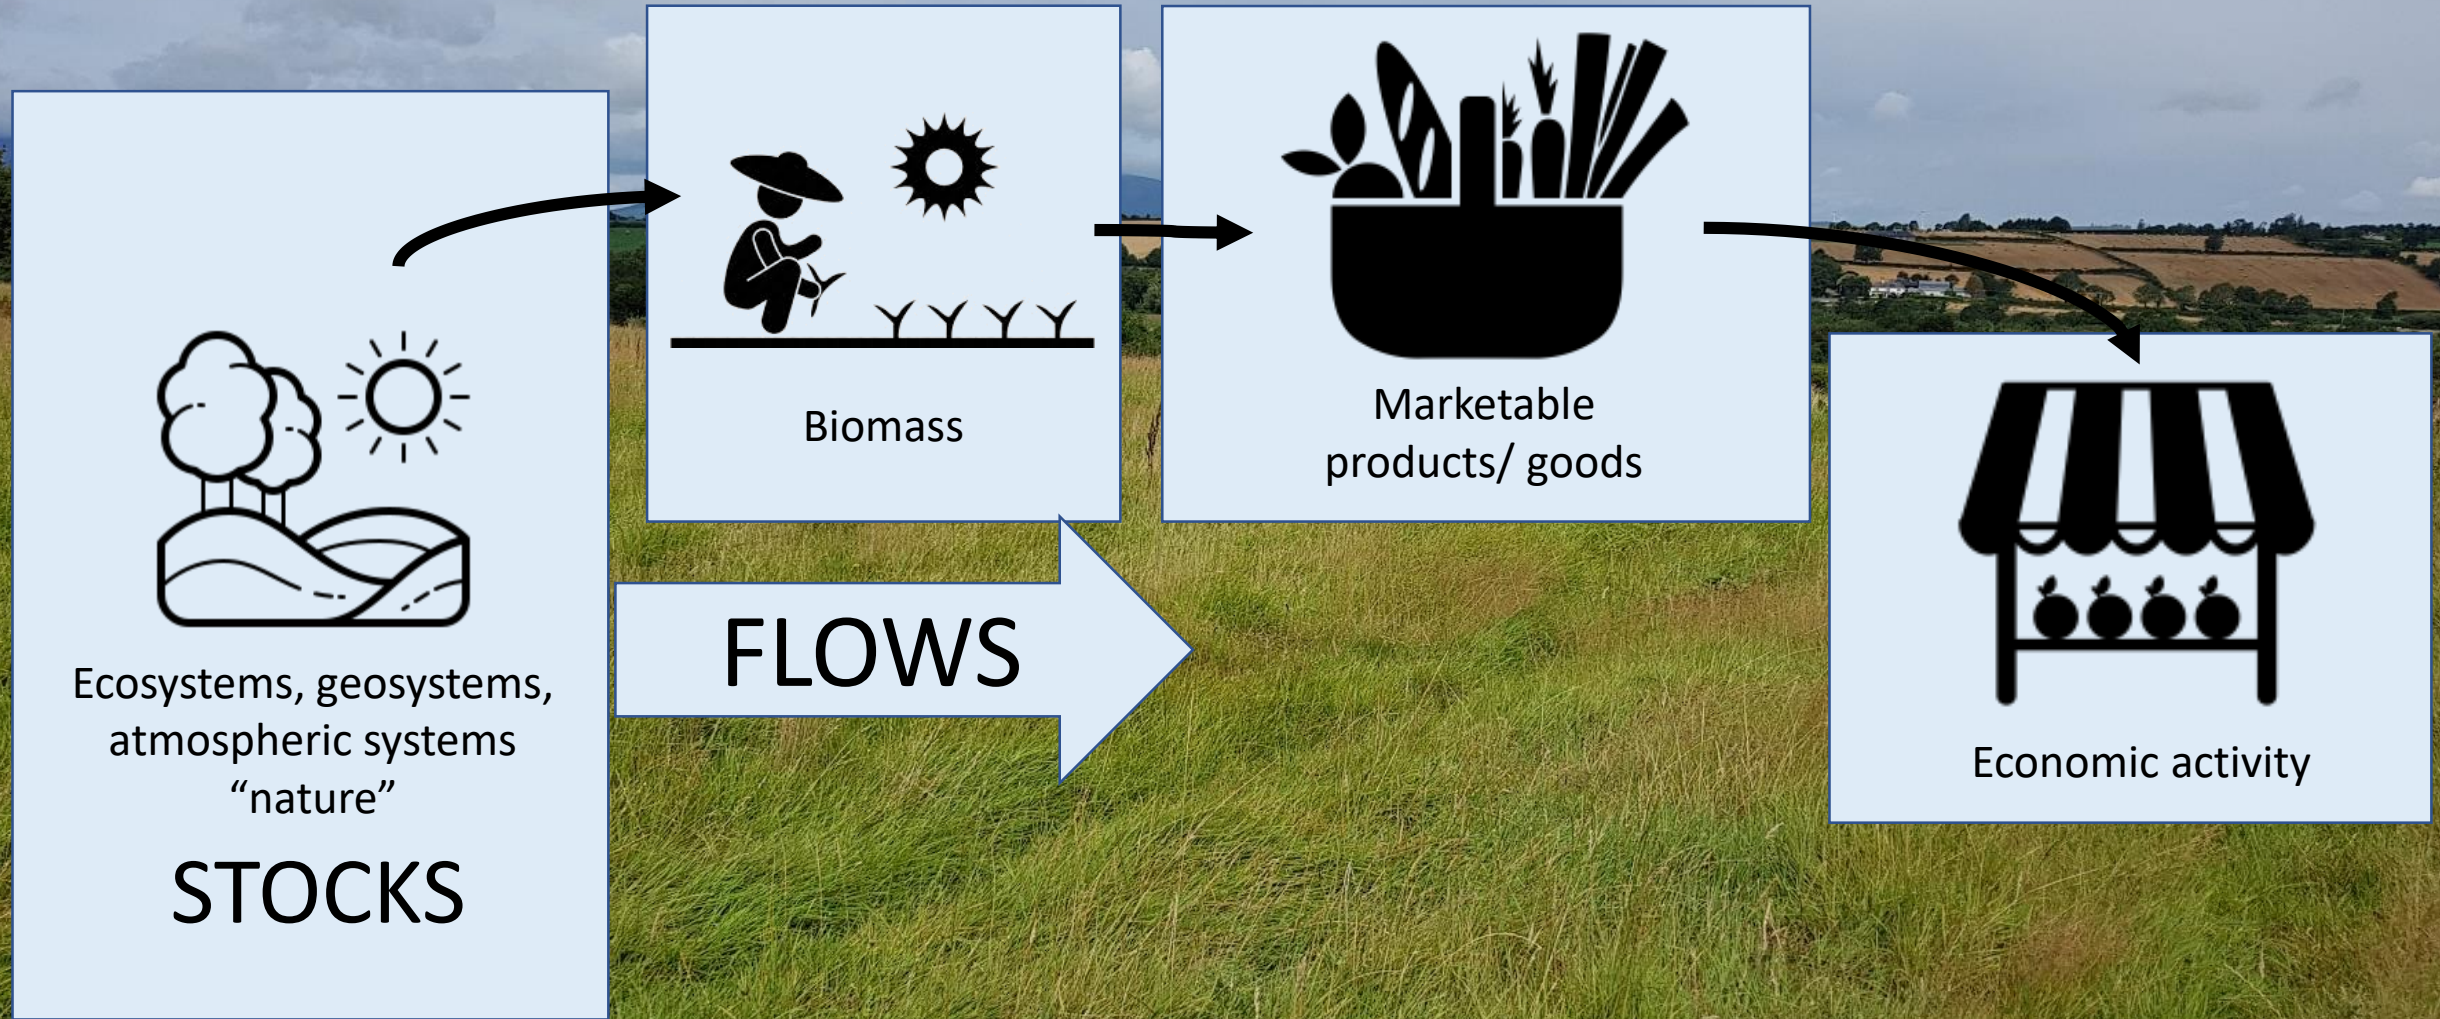 Ecosystems, geosystems,
atmospheric systems
“nature”
STOCKS
Biomass
FLOWS
Marketable
products/ goods
Economic activity